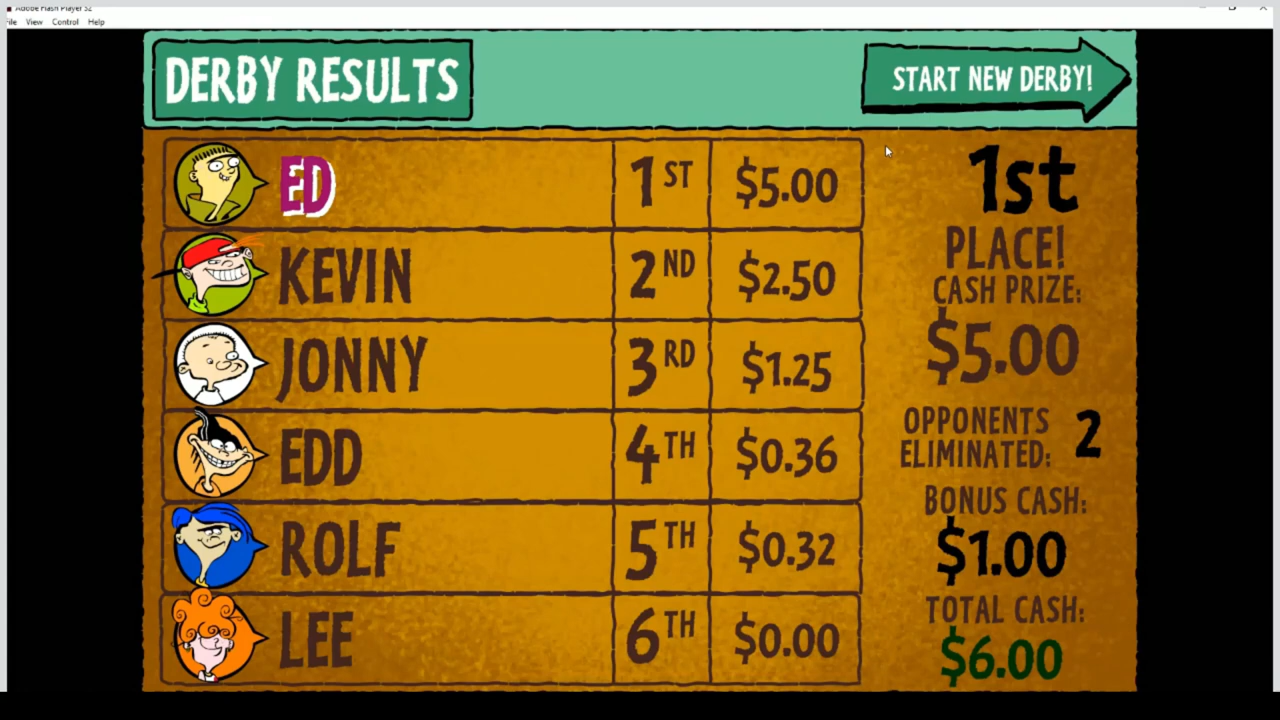 Adobe Flash Player 32
File View Control Help
DERBY RESULTS
START NEW DERBY!
ED 1ST $5.00
KEVIN 2ND $2.50
JONNY 3RD $1.25
EDD 4TH $0.36
ROLF 5TH $0.32
LEE 6TH $0.00
1st
PLACE!
CASH PRIZE:
$5.00
OPPONENTS
ELIMINATED: 2
BONUS CASH:
$1.00
TOTAL CASH:
$6.00